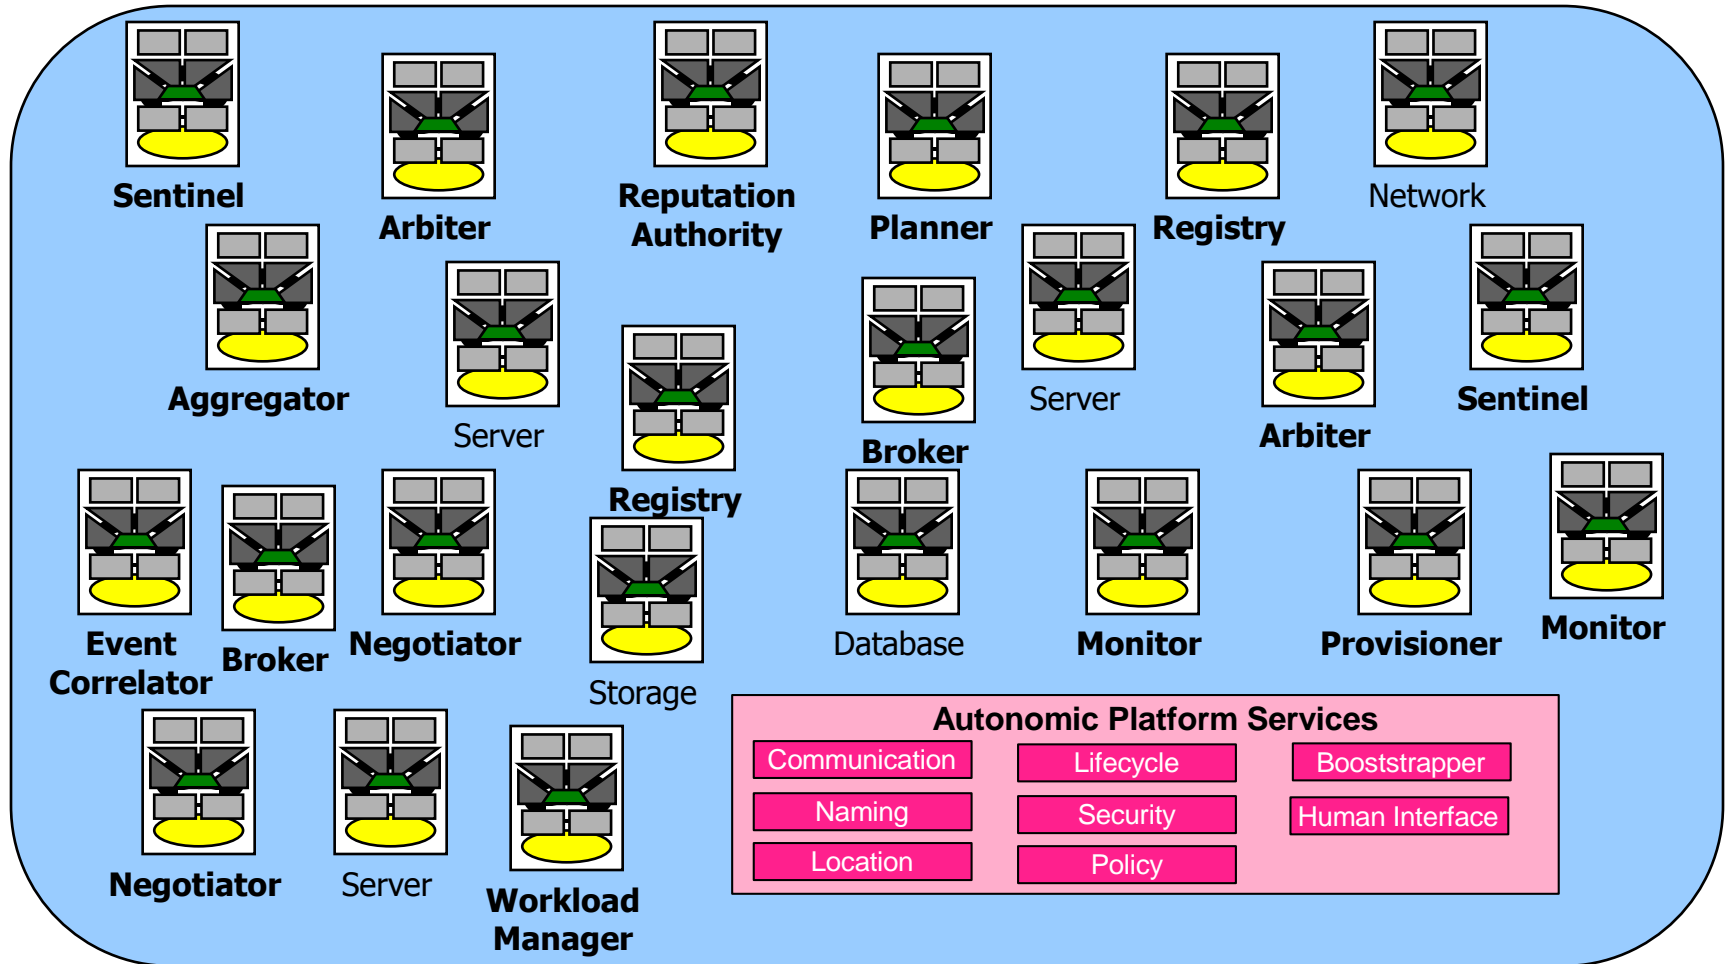 Sentinel
Arbiter
Reputation
Authority
Planner
Registry
Network
Aggregator
Server
Registry
Broker
Server
Arbiter
Sentinel
Event
Correlator
Broker
Negotiator
Storage
Database
Monitor
Provisioner
Monitor
Negotiator
Server
Workload
Manager
Autonomic Platform Services
Communication
Lifecycle
Booststrapper
Naming
Security
Human Interface
Location
Policy